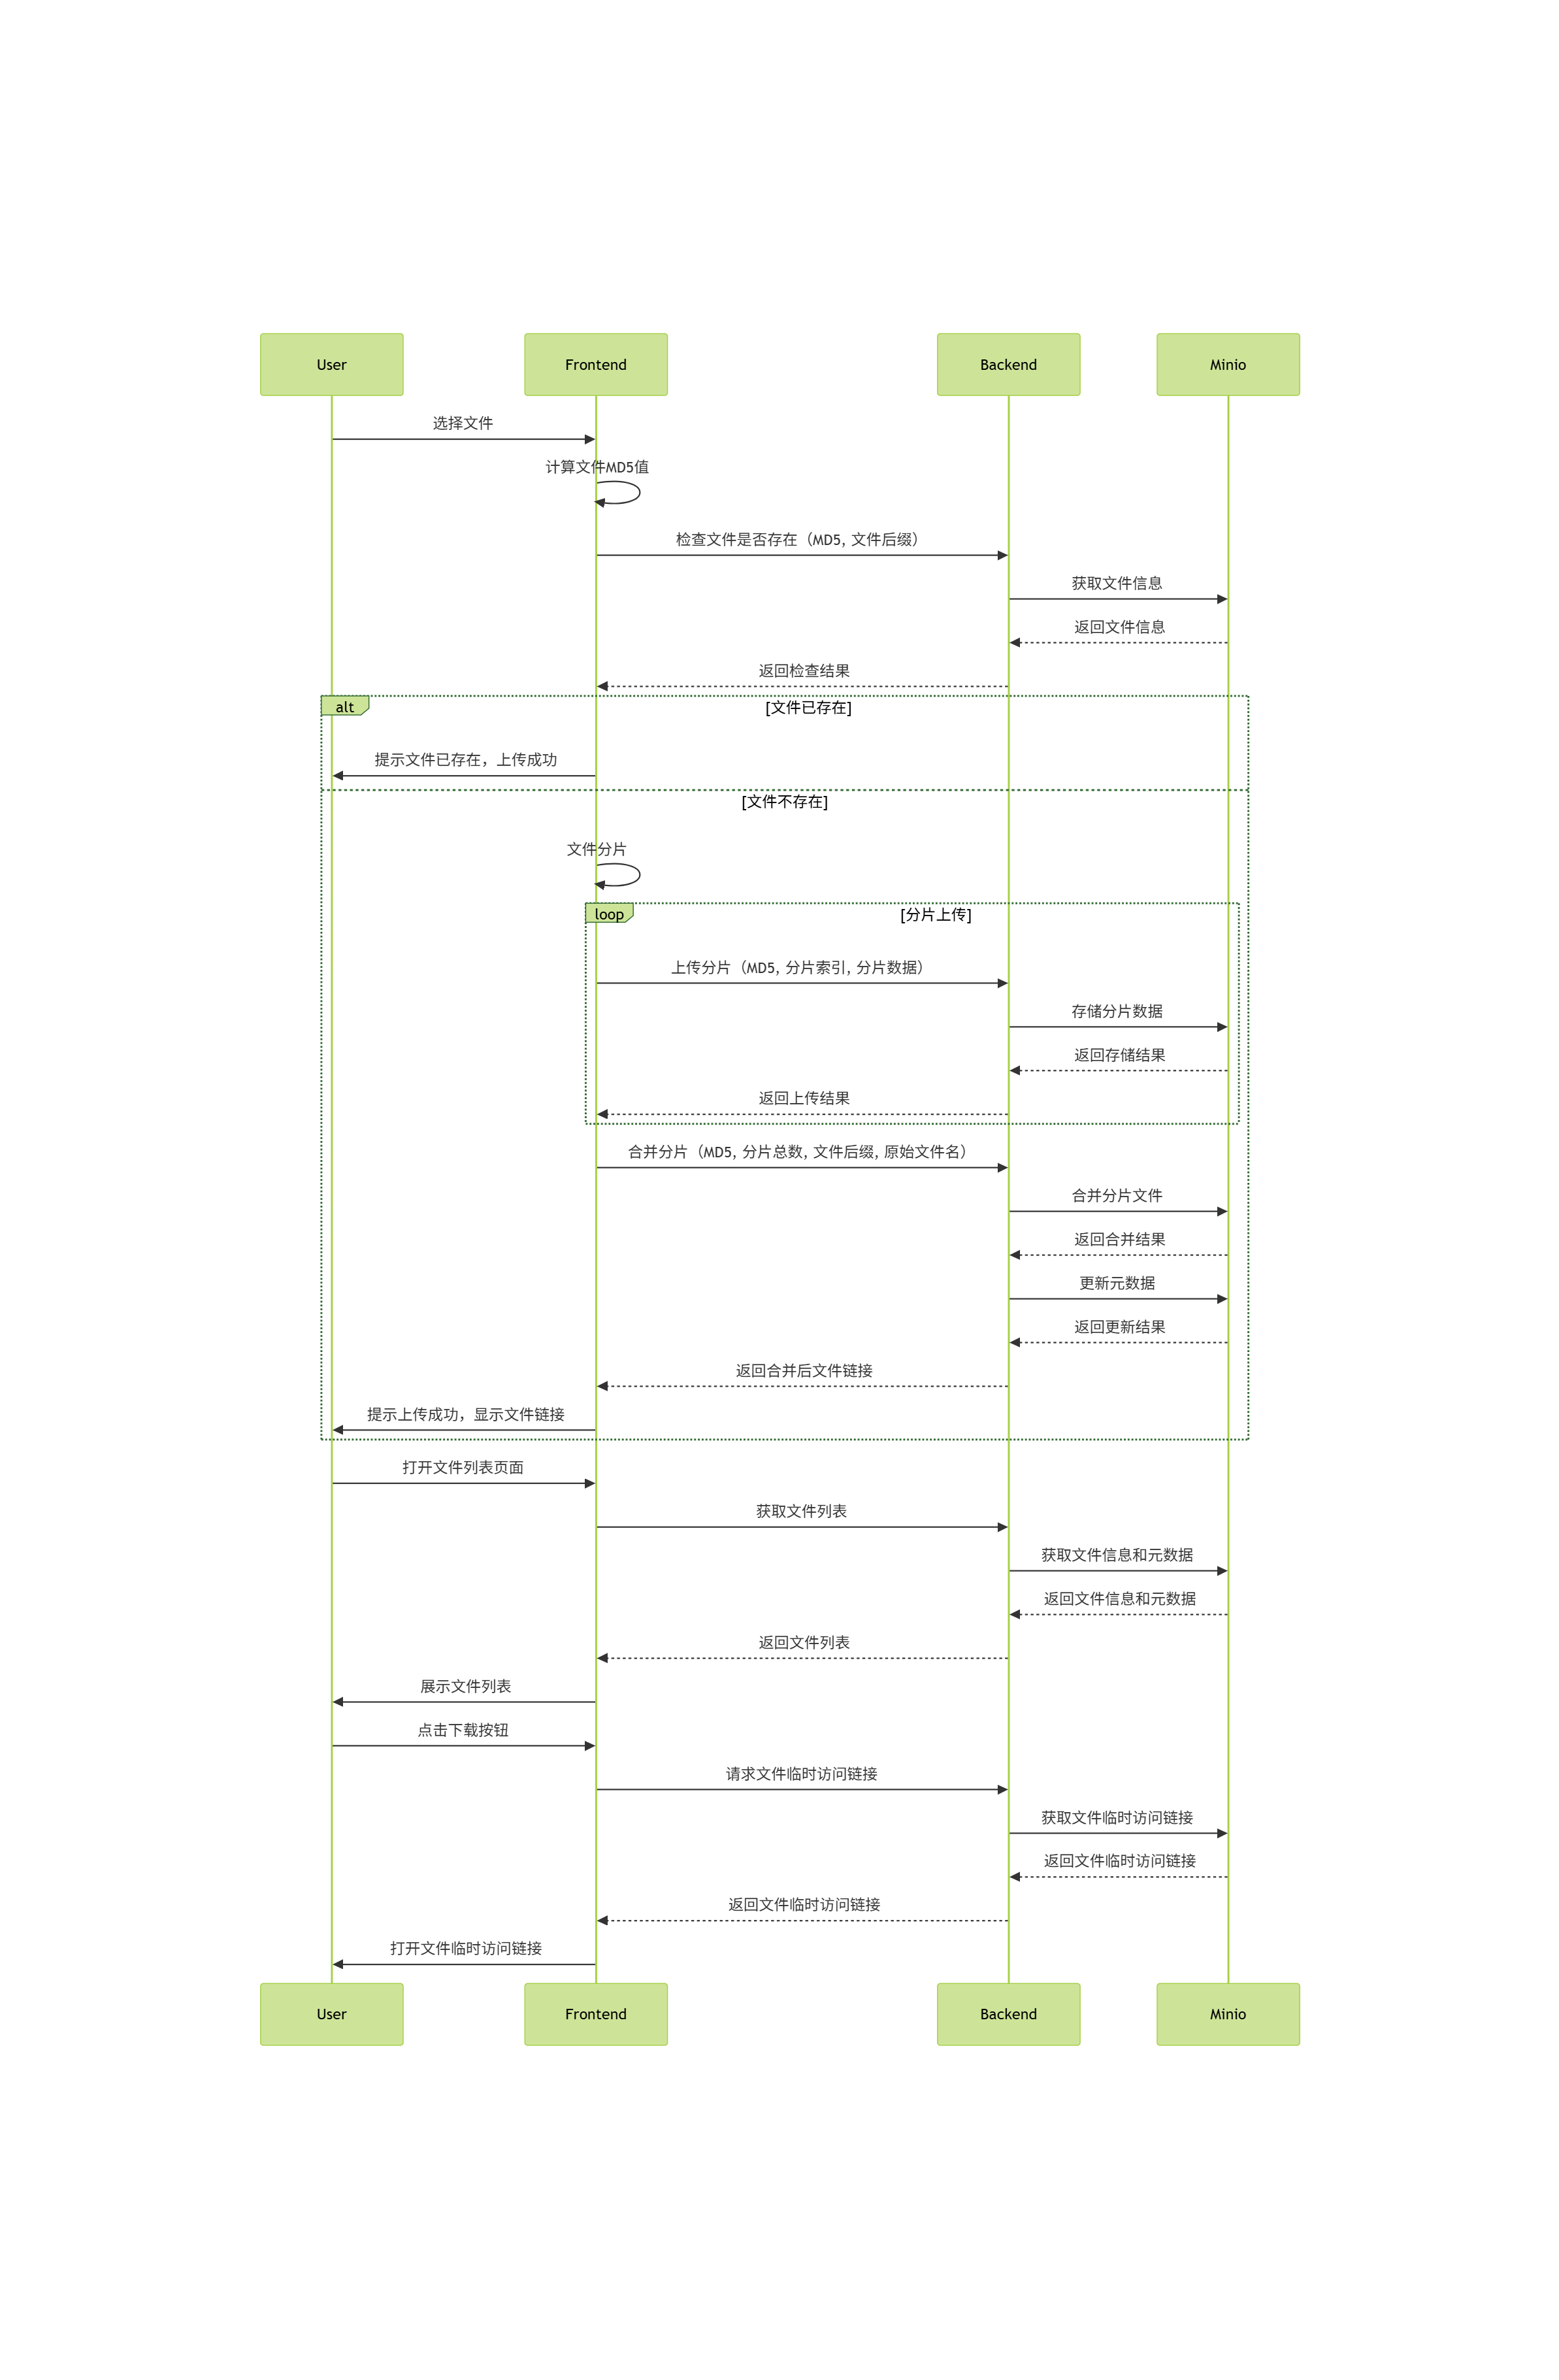 User
Frontend
Backend
Minio
选择文件
计算文件MD5值
检查文件是否存在（MD5, 文件后缀）
获取文件信息
返回文件信息
返回检查结果
alt
[文件已存在]
提示文件已存在，上传成功
[文件不存在]
文件分片
loop
[分片上传]
上传分片（MD5, 分片索引, 分片数据）
存储分片数据
返回存储结果
返回上传结果
合并分片（MD5, 分片总数, 文件后缀, 原始文件名）
合并分片文件
返回合并结果
更新元数据
返回更新结果
返回合并后文件链接
提示上传成功，显示文件链接
打开文件列表页面
获取文件列表
获取文件信息和元数据
返回文件信息和元数据
返回文件列表
展示文件列表
点击下载按钮
请求文件临时访问链接
获取文件临时访问链接
返回文件临时访问链接
返回文件临时访问链接
打开文件临时访问链接
User
Frontend
Backend
Minio